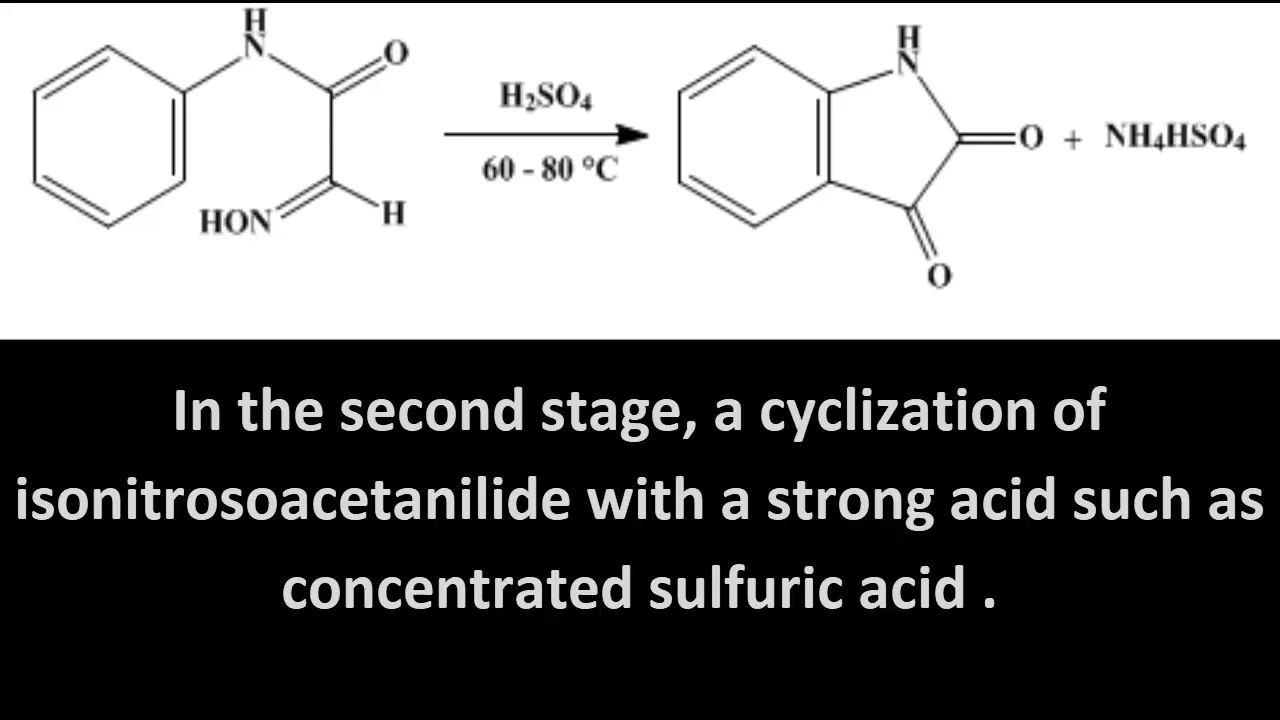 H
N
O
HON
H
H₂SO₄
60 - 80 °C
H
N
O
O
+ NH₄HSO₄
In the second stage, a cyclization of
isonitrosoacetanilide with a strong acid such as
concentrated sulfuric acid .